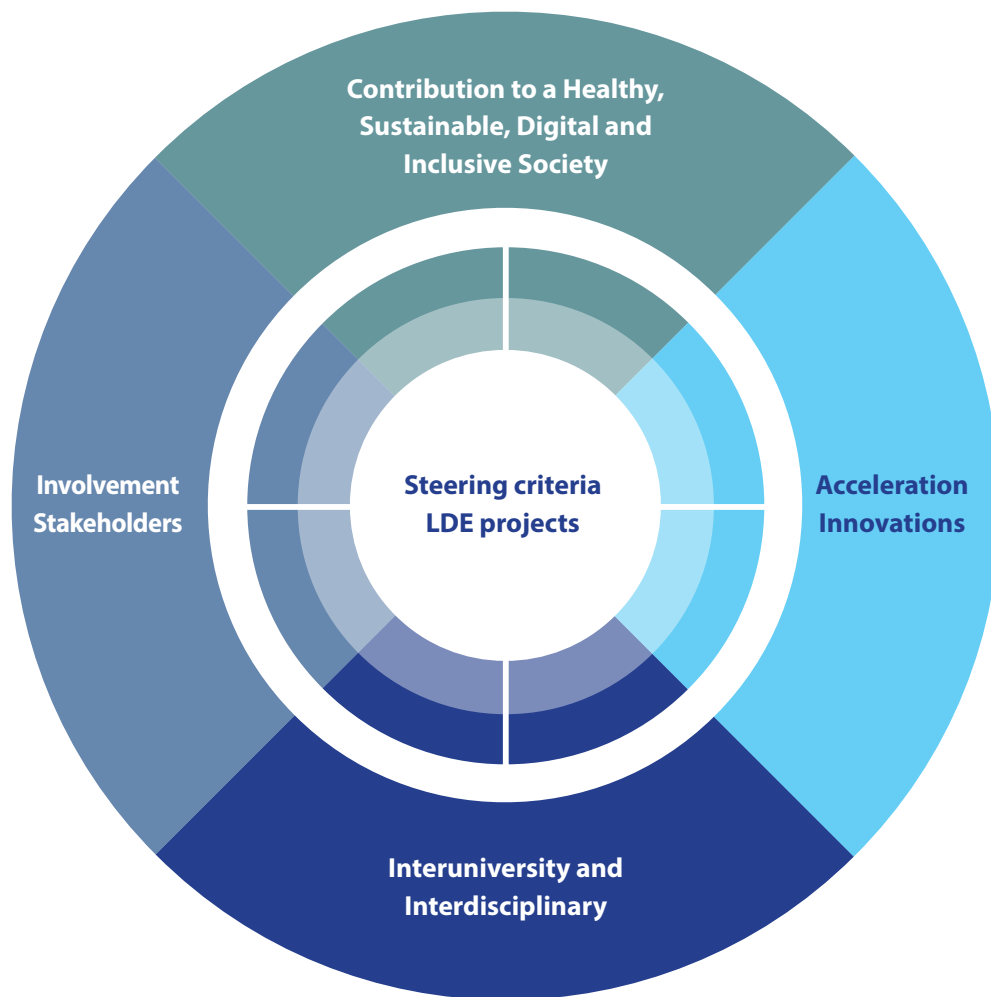 Contribution to a Healthy,
Sustainable, Digital and
Inclusive Society
Involvement
Stakeholders
Steering criteria
LDE projects
Acceleration
Innovations
Interuniversity and
Interdisciplinary